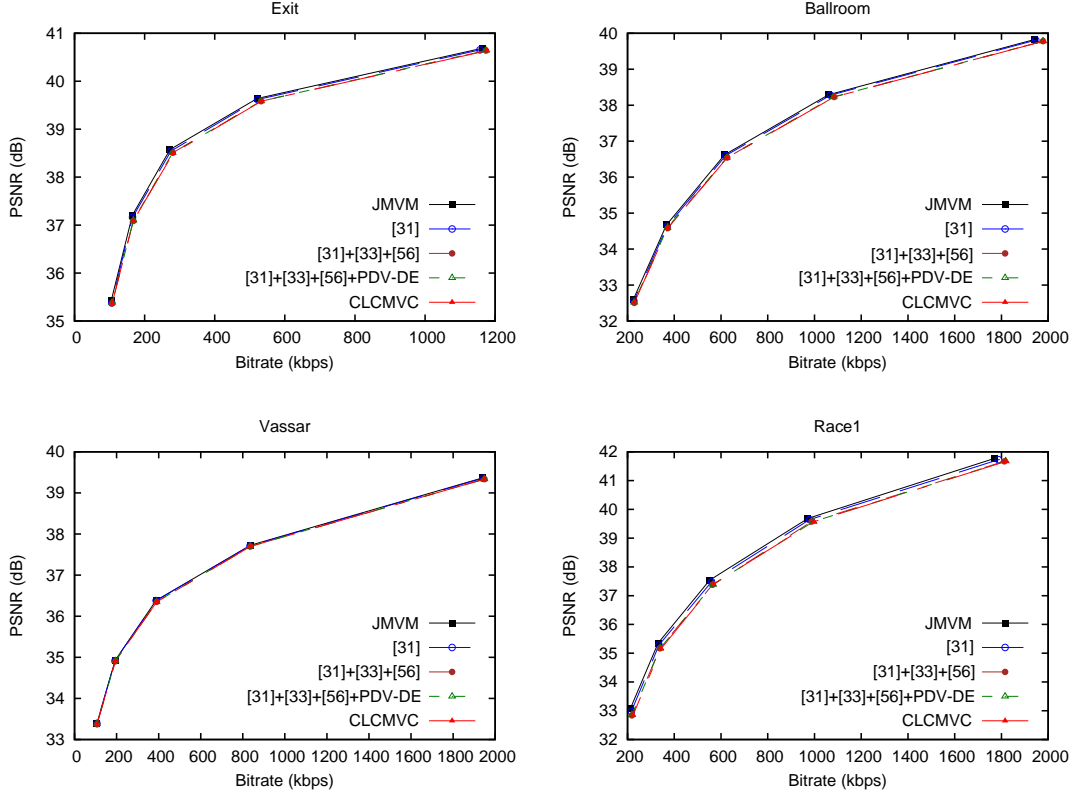 Exit
PSNR (dB)
41
40
39
38
37
36
35
0 200 400 600 800 1000 1200
Bitrate (kbps)
JMVM
[31]
[31]+[33]+[56]
[31]+[33]+[56]+PDV-DE
CLCMVC
Ballroom
PSNR (dB)
40
39
38
37
36
35
34
33
32
200 400 600 800 1000 1200 1400 1600 1800 2000
Bitrate (kbps)
JMVM
[31]
[31]+[33]+[56]
[31]+[33]+[56]+PDV-DE
CLCMVC
Vassar
PSNR (dB)
40
39
38
37
36
35
34
33
0 200 400 600 800 1000 1200 1400 1600 1800 2000
Bitrate (kbps)
JMVM
[31]
[31]+[33]+[56]
[31]+[33]+[56]+PDV-DE
CLCMVC
Race1
PSNR (dB)
42
41
40
39
38
37
36
35
34
33
32
200 400 600 800 1000 1200 1400 1600 1800 2000
Bitrate (kbps)
JMVM
[31]
[31]+[33]+[56]
[31]+[33]+[56]+PDV-DE
CLCMVC